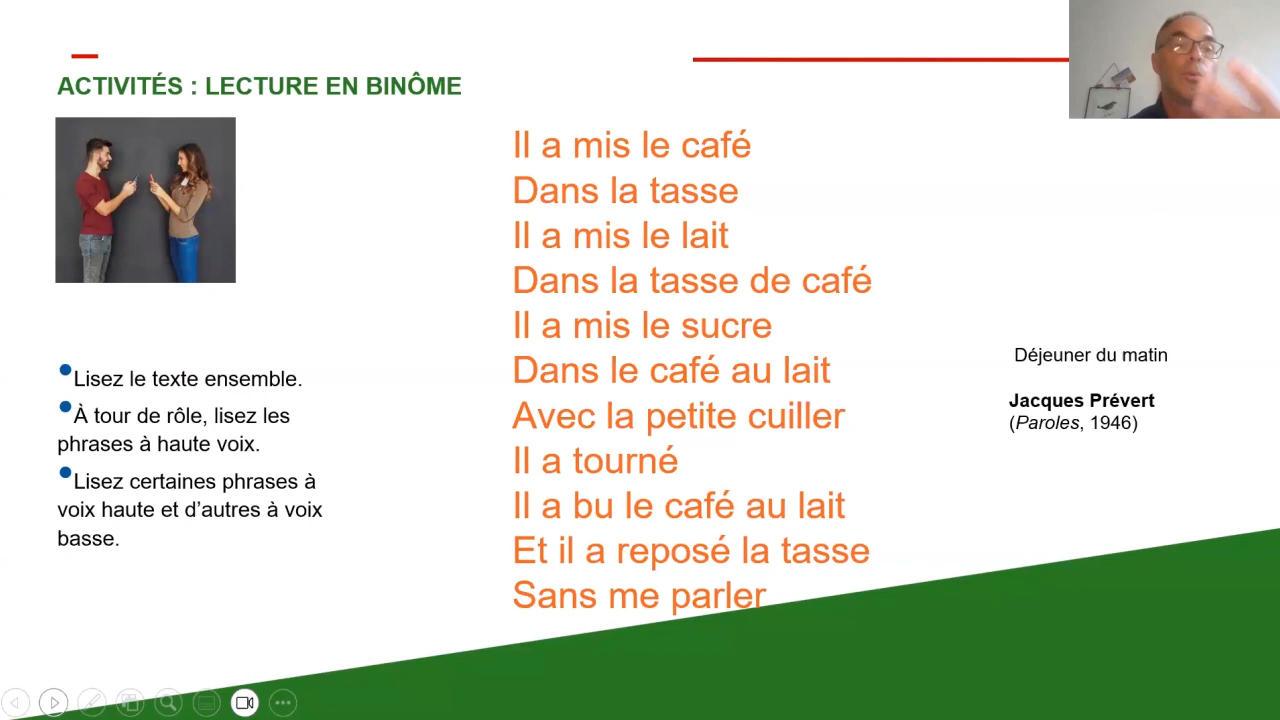 ACTIVITÉS : LECTURE EN BINÔME
Lisez le texte ensemble.
À tour de rôle, lisez les
phrases à haute voix.
Lisez certaines phrases à
voix haute et d’autres à voix
basse.
Il a mis le café
Dans la tasse
Il a mis le lait
Dans la tasse de café
Il a mis le sucre
Dans le café au lait
Avec la petite cuiller
Il a tourné
Il a bu le café au lait
Et il a reposé la tasse
Sans me parler
Déjeuner du matin
Jacques Prévert
(Paroles, 1946)